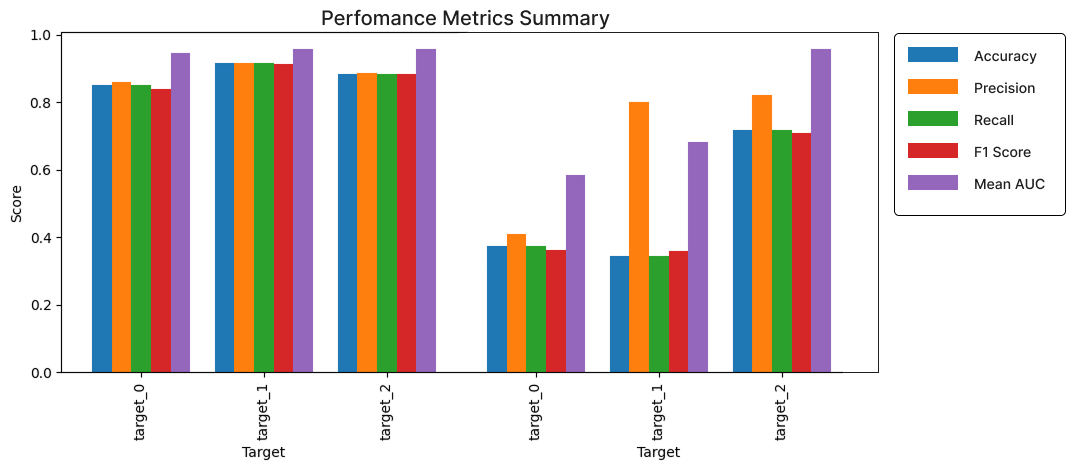 Perfomance Metrics Summary
1.0
0.8
0.6
0.4
0.2
0.0
Score
target_0
target_1
target_2
target_0
target_1
target_2
Target
Target
Accuracy
Precision
Recall
F1 Score
Mean AUC